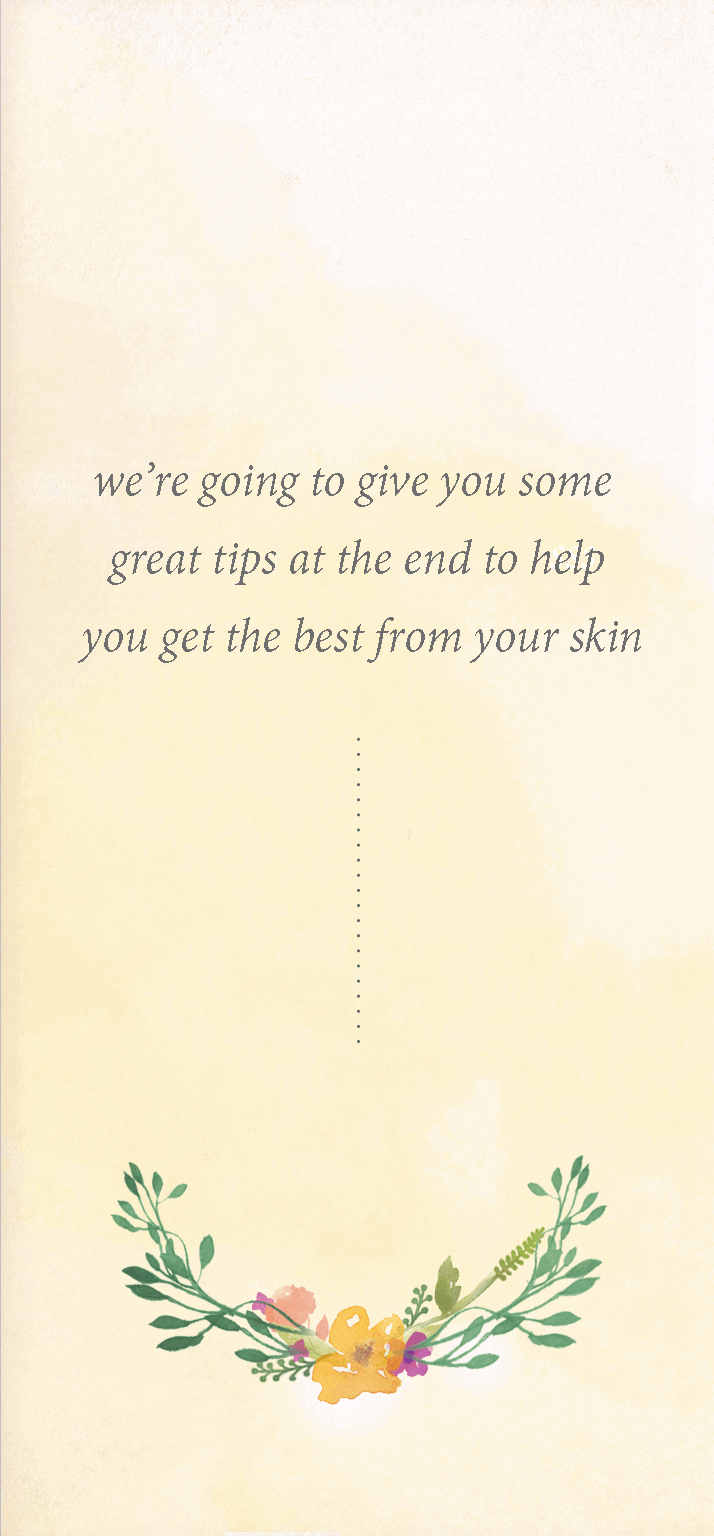 we’re going to give you some
great tips at the end to help
you get the best from your skin